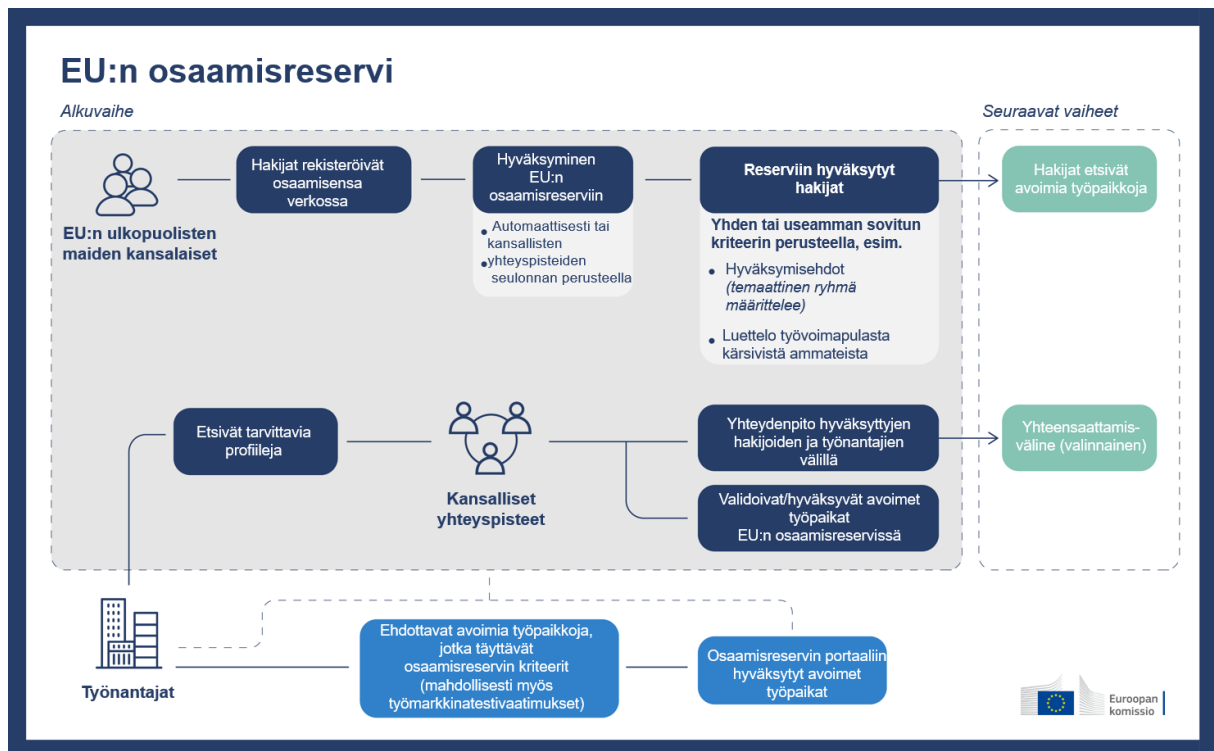 EU:n osaamisreservi
Alkuvaihe
Seuraavat vaiheet
EU:n ulkopuolisten
maiden kansalaiset
Hakijat rekisteröivät
osaamisensa
verkossa
Hyväksyminen
EU:n
osaamisreserviin
Automaattisesti tai
kansallisten
yhteyspisteiden
seulonnan perusteella
Reserviin hyväksytyt
hakijat
Yhden tai useamman sovitun
kriteerin perusteella, esim.
Hyväksymisehdot
(temaattinen ryhmä
määrittelee)
Luettelo työvoimapulasta
kärsivistä ammateista
Hakijat etsivät
avoimia työpaikkoja
Etsivät tarvittavia
profiileja
Kansalliset
yhteyspisteet
Yhteydenpito hyväksyttyjen
hakijoiden ja työnantajien
välillä
Validoivat/hyväksyvät avoimet
työpaikat
EU:n osaamisreservissä
Yhteensaattamis-
väline (valinnainen)
Työnantajat
Ehdottavat avoimia työpaikkoja,
jotka täyttävät
osaamisreservin kriteerit
(mahdollisesti myös
työmarkkinatestivaatimukset)
Osaamisreservin portaaliin
hyväksytyt avoimet
työpaikat
Euroopan
komissio